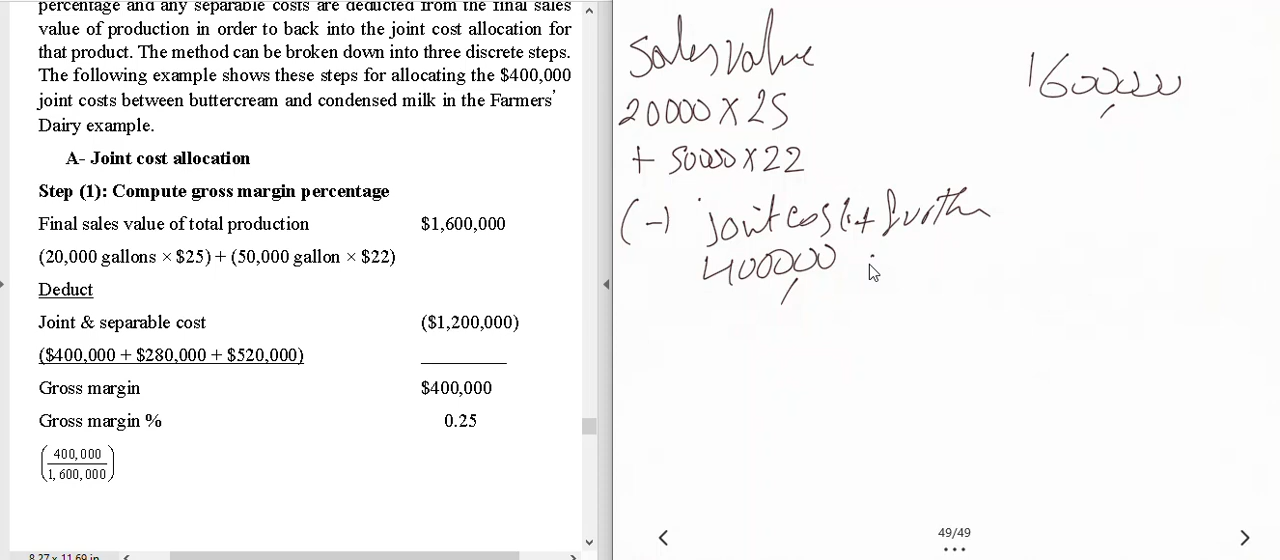 percentage and any separable costs are deducted from the final sales
value of production in order to back into the joint cost allocation for
that product. The method can be broken down into three discrete steps.
The following example shows these steps for allocating the $400,000
joint costs between buttercream and condensed milk in the Farmers'
Dairy example.
A- Joint cost allocation
Step (1): Compute gross margin percentage
Final sales value of total production $1,600,000
(20,000 gallons × $25) + (50,000 gallon × $22)
Deduct
Joint & separable cost ($1,200,000)
($400,000 + $280,000 + $520,000)
Gross margin $400,000
Gross margin % 0.25
(400,000
1,600,000)
8.27 x 11.69 in
Sales value
1600,000
20000 X 25
+ 50000 X 22
(-) joint cost + further
400000
49/49